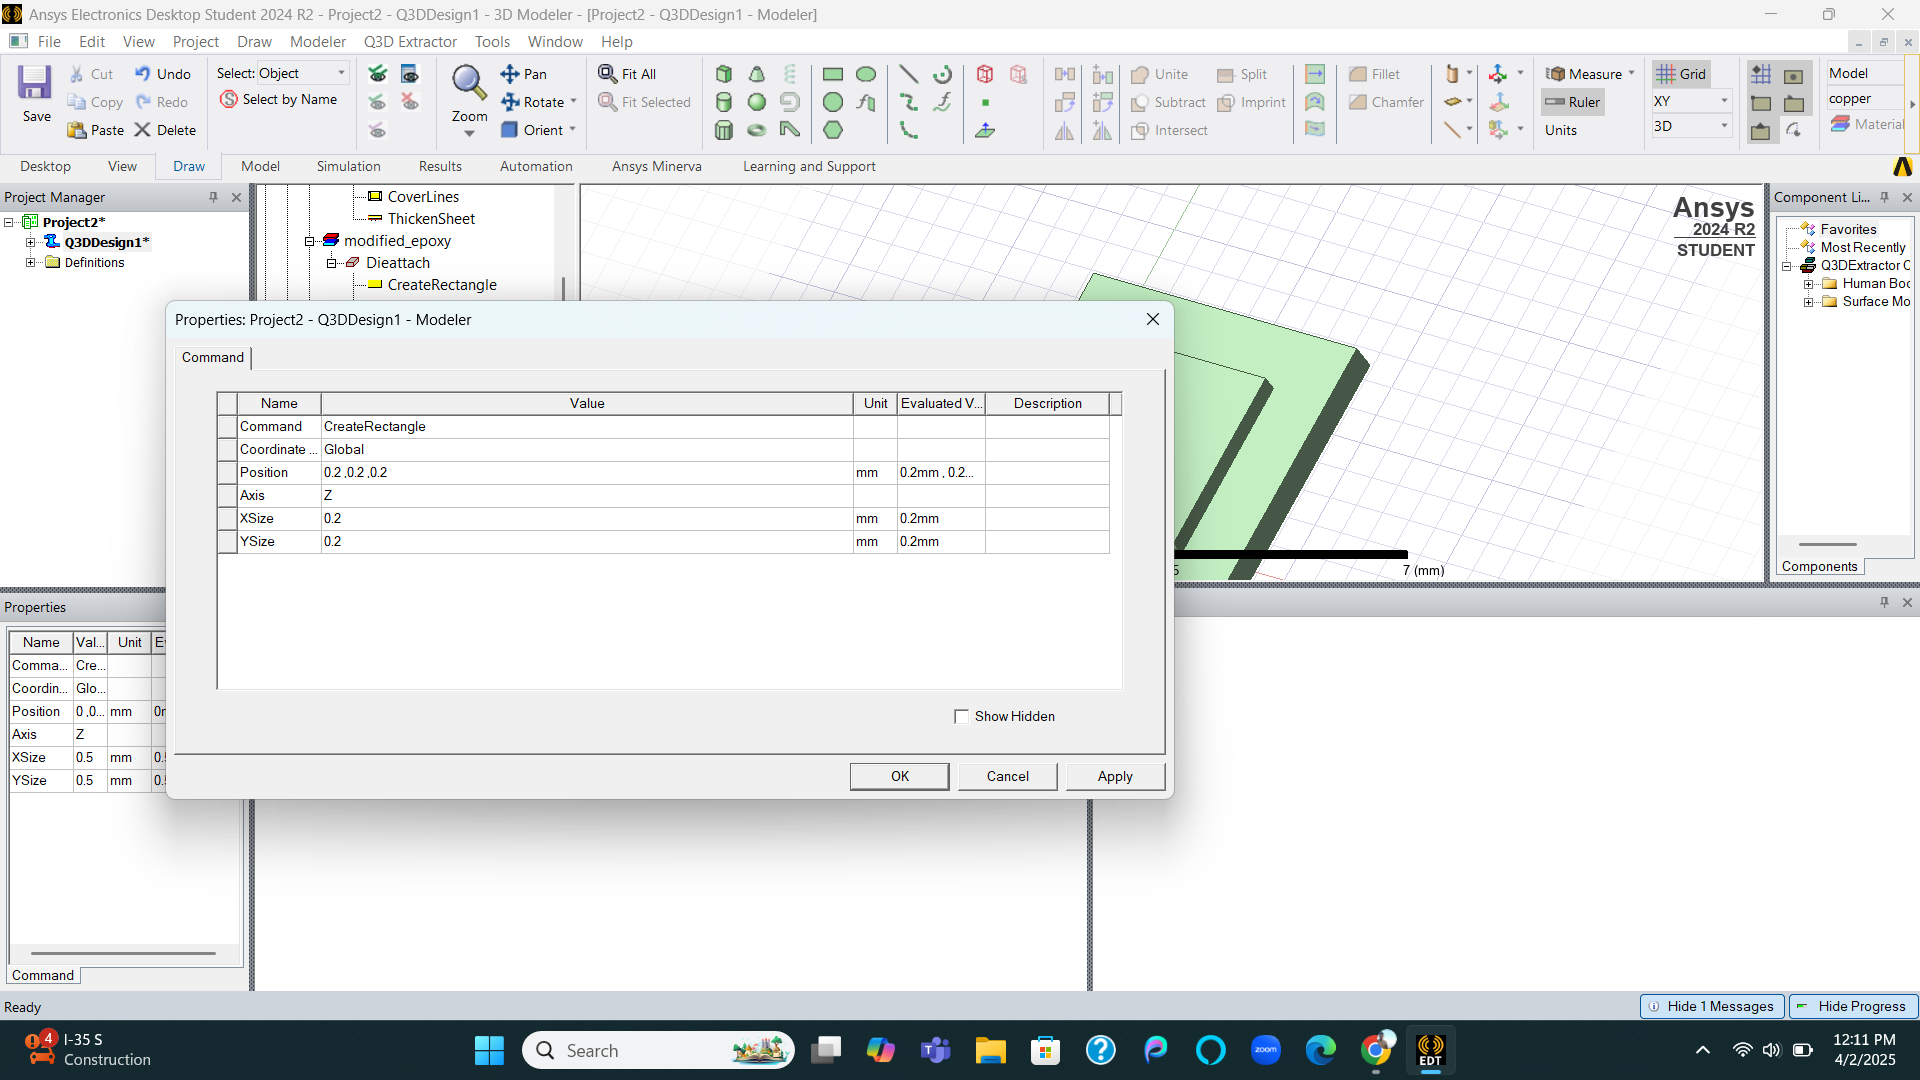 Ansys Electronics Desktop Student 2024 R2 - Project2 - Q3DDesign1 - 3D Modeler - [Project2 - Q3DDesign1 - Modeler]
File Edit View Project Draw Modeler Q3D Extractor Tools Window Help
Save
Cut Copy Paste
Undo Redo Delete
Select: Object
Select by Name
Zoom
Pan Rotate Orient
Fit All
Fit Selected
Unite Subtract Intersect
Split Imprint
Fillet
Chamfer
Measure
Ruler
Units
Grid
XY
3D
Model
copper
Material
Desktop View Draw Model Simulation Results Automation Ansys Minerva Learning and Support
Project Manager
Project2*
Q3DDesign1*
Definitions
CoverLines
ThickenSheet
modified_epoxy
Dieattach
CreateRectangle
Ansys
2024 R2
STUDENT
Component Li...
Favorites
Most Recently
Q3DExtractor C
Human Boc
Surface Mo
Components
Properties: Project2 - Q3DDesign1 - Modeler
Command
Name Value Unit Evaluated V... Description
Command CreateRectangle
Coordinate ... Global
Position 0.2 ,0.2 ,0.2 mm 0.2mm , 0.2...
Axis Z
XSize 0.2 mm 0.2mm
YSize 0.2 mm 0.2mm
Show Hidden
OK Cancel Apply
5 7 (mm)
Properties
Name Val... Unit E
Comma... Cre...
Coordin... Glo...
Position 0 ,0... mm 0
Axis Z
XSize 0.5 mm 0.
YSize 0.5 mm 0.
Command
Ready
Hide 1 Messages Hide Progress
4
I-35 S
Construction
Search
zoom
EDT
12:11 PM
4/2/2025